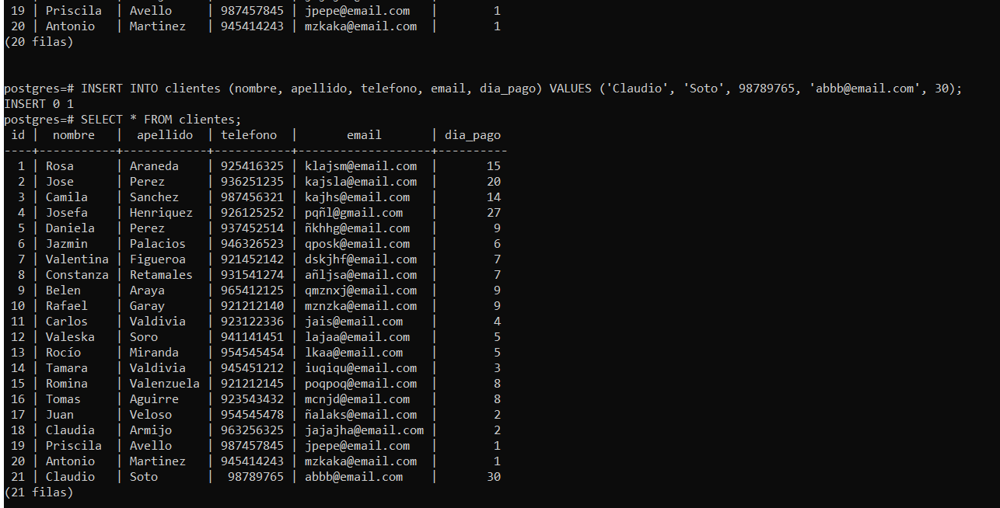 19 | Priscila  | Avello     | 987457845 | jpepe@email.com   |        1
20 | Antonio   | Martinez   | 945414243 | mzkaka@email.com  |        1
(20 filas)
postgres=# INSERT INTO clientes (nombre, apellido, telefono, email, dia_pago) VALUES ('Claudio', 'Soto', 98789765, 'abbb@email.com', 30);
INSERT 0 1
postgres=# SELECT * FROM clientes;
 id |  nombre   |  apellido  | telefono  |       email       | dia_pago
----+-----------+------------+-----------+-------------------+----------
  1 | Rosa      | Araneda    | 925416325 | klajsm@email.com  |       15
  2 | Jose      | Perez      | 936251235 | kajsla@email.com  |       20
  3 | Camila    | Sanchez    | 987456321 | kajhs@email.com   |       14
  4 | Josefa    | Henriquez  | 926125252 | pqñl@gmail.com    |       27
  5 | Daniela   | Perez      | 937452514 | ñkhhg@email.com   |        9
  6 | Jazmin    | Palacios   | 946326523 | qposk@email.com   |        6
  7 | Valentina | Figueroa   | 921452142 | dskjhf@email.com  |        7
  8 | Constanza | Retamales  | 931541274 | añljsa@email.com  |        7
  9 | Belen     | Araya      | 965412125 | qmznxj@email.com  |        9
 10 | Rafael    | Garay      | 921212140 | mznzka@email.com  |        9
 11 | Carlos    | Valdivia   | 923122336 | jais@email.com    |        4
 12 | Valeska   | Soro       | 941141451 | lajaa@email.com   |        5
 13 | Rocío     | Miranda    | 954545454 | lkaa@email.com    |        5
 14 | Tamara    | Valdivia   | 945451212 | iuqiqu@email.com  |        3
 15 | Romina    | Valenzuela | 921212145 | poqpoq@email.com  |        8
 16 | Tomas     | Aguirre    | 923543432 | mcnjd@email.com   |        8
 17 | Juan      | Veloso     | 954545478 | ñalaks@email.com  |        2
 18 | Claudia   | Armijo     | 963256325 | jajajha@email.com |        2
 19 | Priscila  | Avello     | 987457845 | jpepe@email.com   |        1
 20 | Antonio   | Martinez   | 945414243 | mzkaka@email.com  |        1
 21 | Claudio   | Soto       |  98789765 | abbb@email.com    |       30
(21 filas)